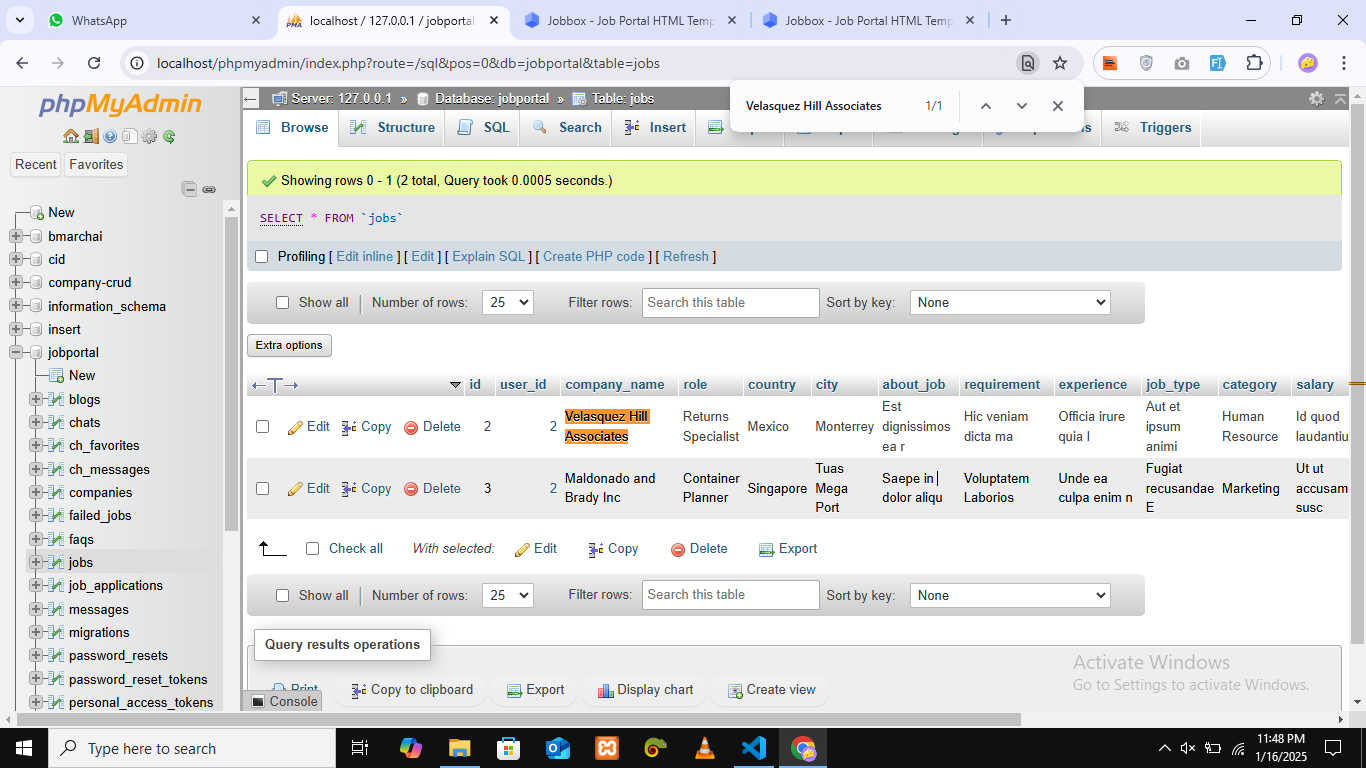 WhatsApp
localhost / 127.0.0.1 / jobportal
Jobbox - Job Portal HTML Temp
Jobbox - Job Portal HTML Temp
localhost/phpmyadmin/index.php?route=/sql&pos=0&db=jobportal&table=jobs
Velasquez Hill Associates 1/1
phpMyAdmin
Recent Favorites
New
bmarchai
cid
company-crud
information_schema
insert
jobportal
New
blogs
chats
ch_favorites
ch_messages
companies
failed_jobs
faqs
jobs
job_applications
messages
migrations
password_resets
password_reset_tokens
personal_access_tokens
Server: 127.0.0.1 » Database: jobportal » Table: jobs
Browse Structure SQL Search Insert Triggers
Showing rows 0 - 1 (2 total, Query took 0.0005 seconds.)
SELECT * FROM `jobs`
Profiling [ Edit inline ] [ Edit ] [ Explain SQL ] [ Create PHP code ] [ Refresh ]
Show all Number of rows: 25 Filter rows: Search this table Sort by key: None
Extra options
id user_id company_name role country city about_job requirement experience job_type category salary
Edit Copy Delete 2 2
Velasquez Hill
Associates
Returns
Specialist
Mexico
Monterrey
Est
dignissimos
ea r
Hic veniam
dicta ma
Officia irure
quia l
Aut et
ipsum
animi
Human
Resource
Id quod
laudantiu
Edit Copy Delete 3 2
Maldonado and
Brady Inc
Container
Planner
Singapore
Tuas
Mega
Port
Saepe in
dolor aliqu
Voluptatem
Laborios
Unde ea
culpa enim n
Fugiat
recusandae
E
Marketing
Ut ut
accusam
susc
Check all With selected: Edit Copy Delete Export
Show all Number of rows: 25 Filter rows: Search this table Sort by key: None
Query results operations
Print Copy to clipboard Export Display chart Create view
Console
Activate Windows
Go to Settings to activate Windows.
Type here to search
11:48 PM
1/16/2025